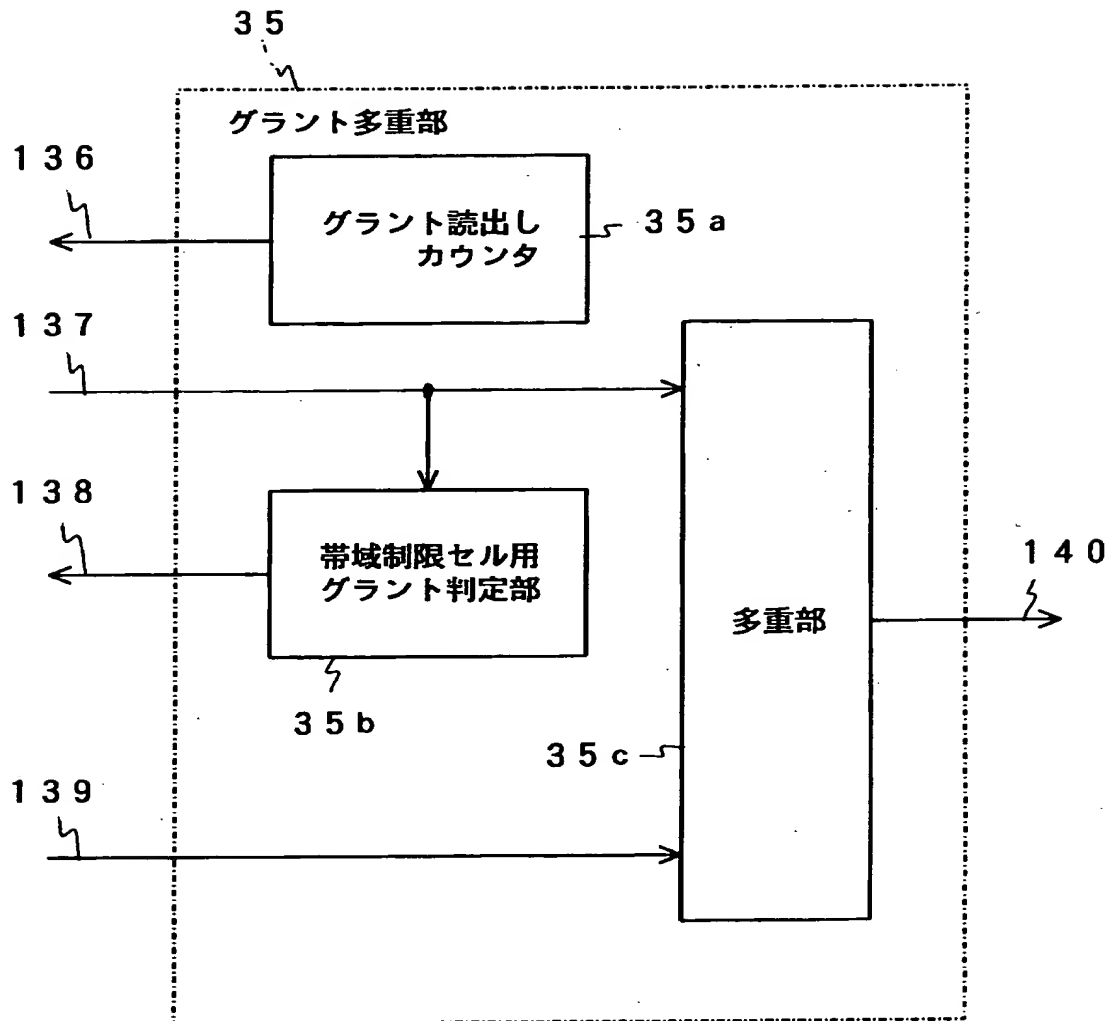 35
グラント多重部
136
グラント読出し
カウンタ
35a
137
138
帯域制限セル用
グラント判定部
140
多重部
35b
35c
139